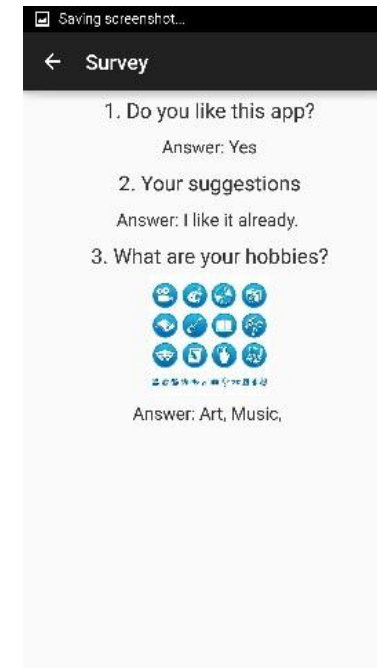 Saving screenshot...
Survey
1. Do you like this app?
Answer: Yes
2. Your suggestions
Answer: I like it already.
3. What are your hobbies?
Answer: Art, Music,